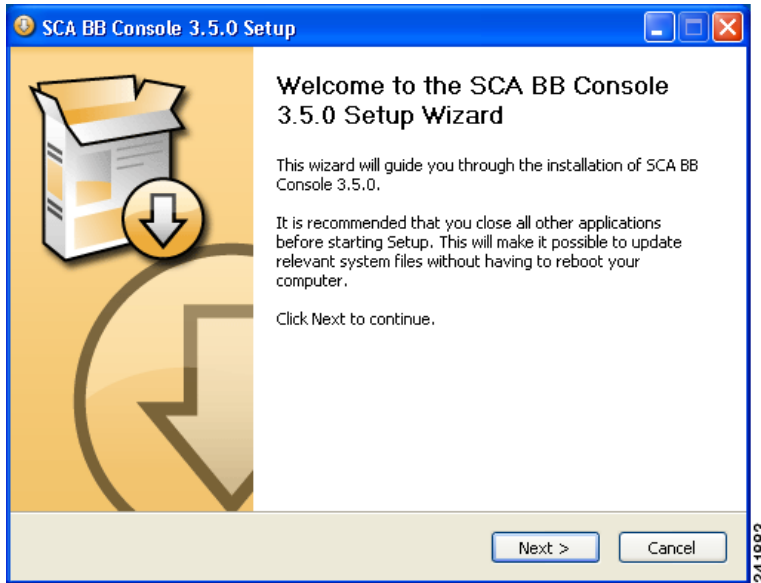 SCA BB Console 3.5.0 Setup
Welcome to the SCA BB Console
3.5.0 Setup Wizard
This wizard will guide you through the installation of SCA BB
Console 3.5.0.
It is recommended that you close all other applications
before starting Setup. This will make it possible to update
relevant system files without having to reboot your
computer.
Click Next to continue.
Next >
Cancel